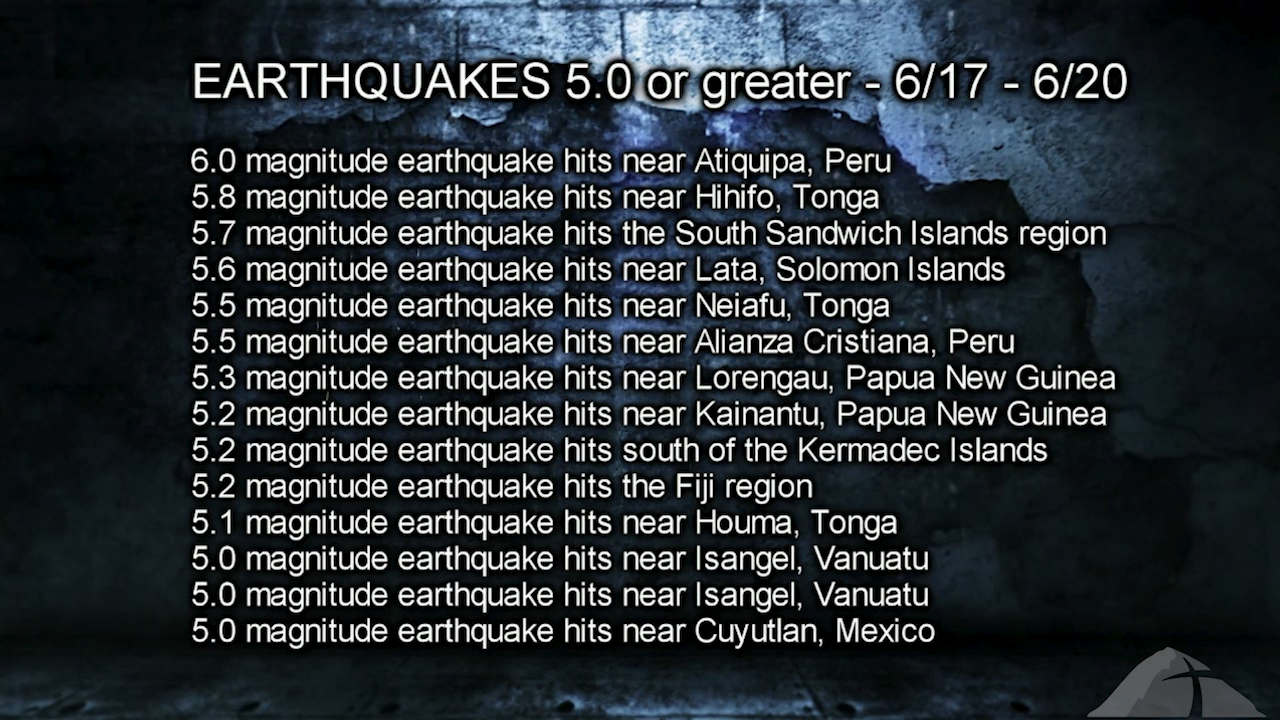 EARTHQUAKES 5.0 or greater - 6/17 - 6/20
6.0 magnitude earthquake hits near Atiquipa, Peru
5.8 magnitude earthquake hits near Hihifo, Tonga
5.7 magnitude earthquake hits the South Sandwich Islands region
5.6 magnitude earthquake hits near Lata, Solomon Islands
5.5 magnitude earthquake hits near Neiafu, Tonga
5.5 magnitude earthquake hits near Alianza Cristiana, Peru
5.3 magnitude earthquake hits near Lorengau, Papua New Guinea
5.2 magnitude earthquake hits near Kainantu, Papua New Guinea
5.2 magnitude earthquake hits south of the Kermadec Islands
5.2 magnitude earthquake hits the Fiji region
5.1 magnitude earthquake hits near Houma, Tonga
5.0 magnitude earthquake hits near Isangel, Vanuatu
5.0 magnitude earthquake hits near Isangel, Vanuatu
5.0 magnitude earthquake hits near Cuyutlan, Mexico